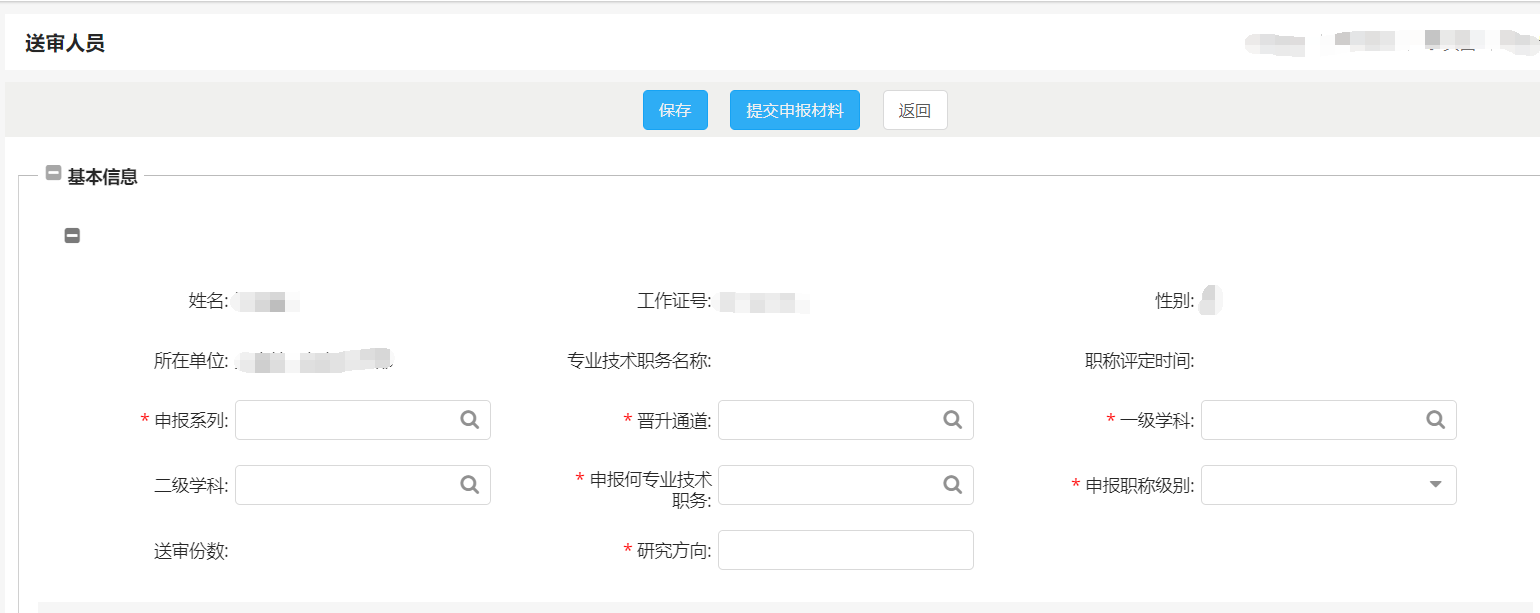 送审人员
保存 提交申报材料 返回
基本信息
姓名: 工作证号: 性别:
所在单位: 专业技术职务名称: 职称评定时间:
* 申报系列: * 晋升通道: * 一级学科:
二级学科: * 申报何专业技术职务: * 申报职称级别:
送审份数: * 研究方向: